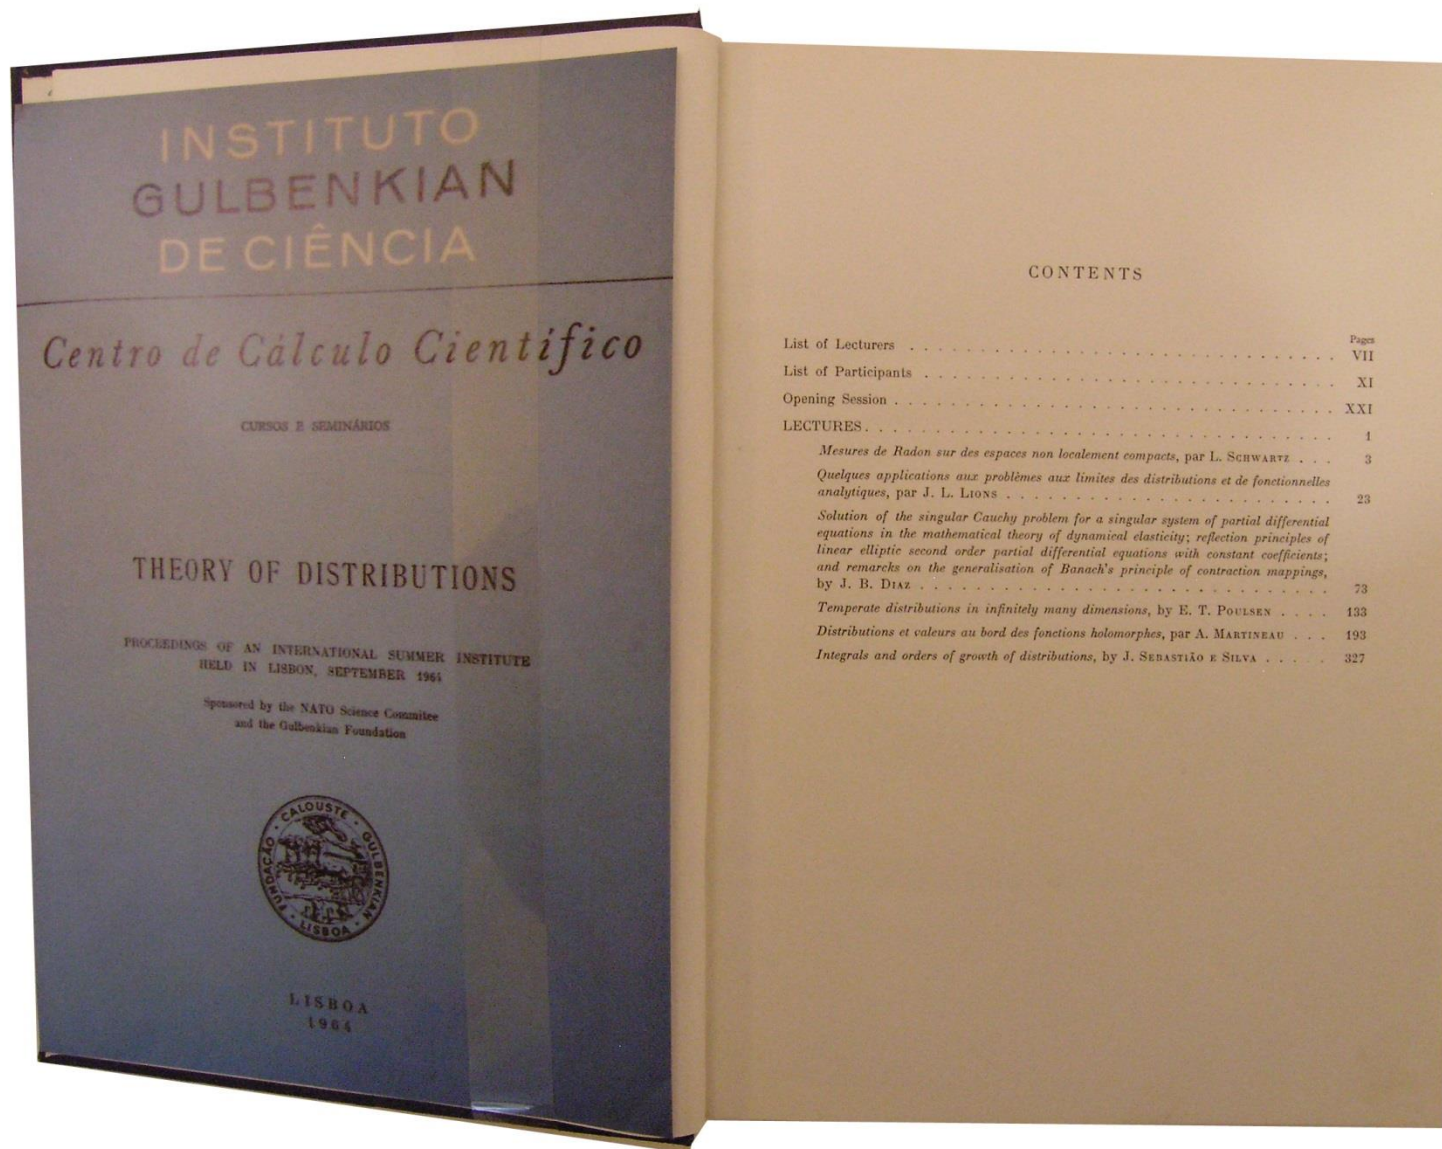 INSTITUTO
GULBENKIAN
DE CIÊNCIA
Centro de Cálculo Científico
CURSOS E SEMINÁRIOS
THEORY OF DISTRIBUTIONS
PROCEEDINGS OF AN INTERNATIONAL SUMMER INSTITUTE
HELD IN LISBON, SEPTEMBER 1964
Sponsored by the NATO Science Commitee
and the Gulbenkian Foundation
FUNDAÇÃO · CALOUSTE · GULBENKIAN · LISBOA ·
LISBOA
1964
CONTENTS
Pages
List of Lecturers . . . . . . . . . . . . . . . . . . . . VII
List of Participants . . . . . . . . . . . . . . . . . . . . XI
Opening Session . . . . . . . . . . . . . . . . . . . . XXI
LECTURES . . . . . . . . . . . . . . . . . . . . 1
Mesures de Radon sur des espaces non localement compacts, par L. SCHWARTZ . . . 3
Quelques applications aux problèmes aux limites des distributions et de fonctionnelles
analytiques, par J. L. LIONS . . . . . . . . . . . . . . . . . . . . 23
Solution of the singular Cauchy problem for a singular system of partial differential
equations in the mathematical theory of dynamical elasticity; reflection principles of
linear elliptic second order partial differential equations with constant coefficients;
and remarcks on the generalisation of Banach's principle of contraction mappings,
by J. B. DIAZ . . . . . . . . . . . . . . . . . . . . 73
Temperate distributions in infinitely many dimensions, by E. T. POULSEN . . . . 133
Distributions et valeurs au bord des fonctions holomorphes, par A. MARTINEAU . . . 193
Integrals and orders of growth of distributions, by J. SEBASTIÃO E SILVA . . . . . 327